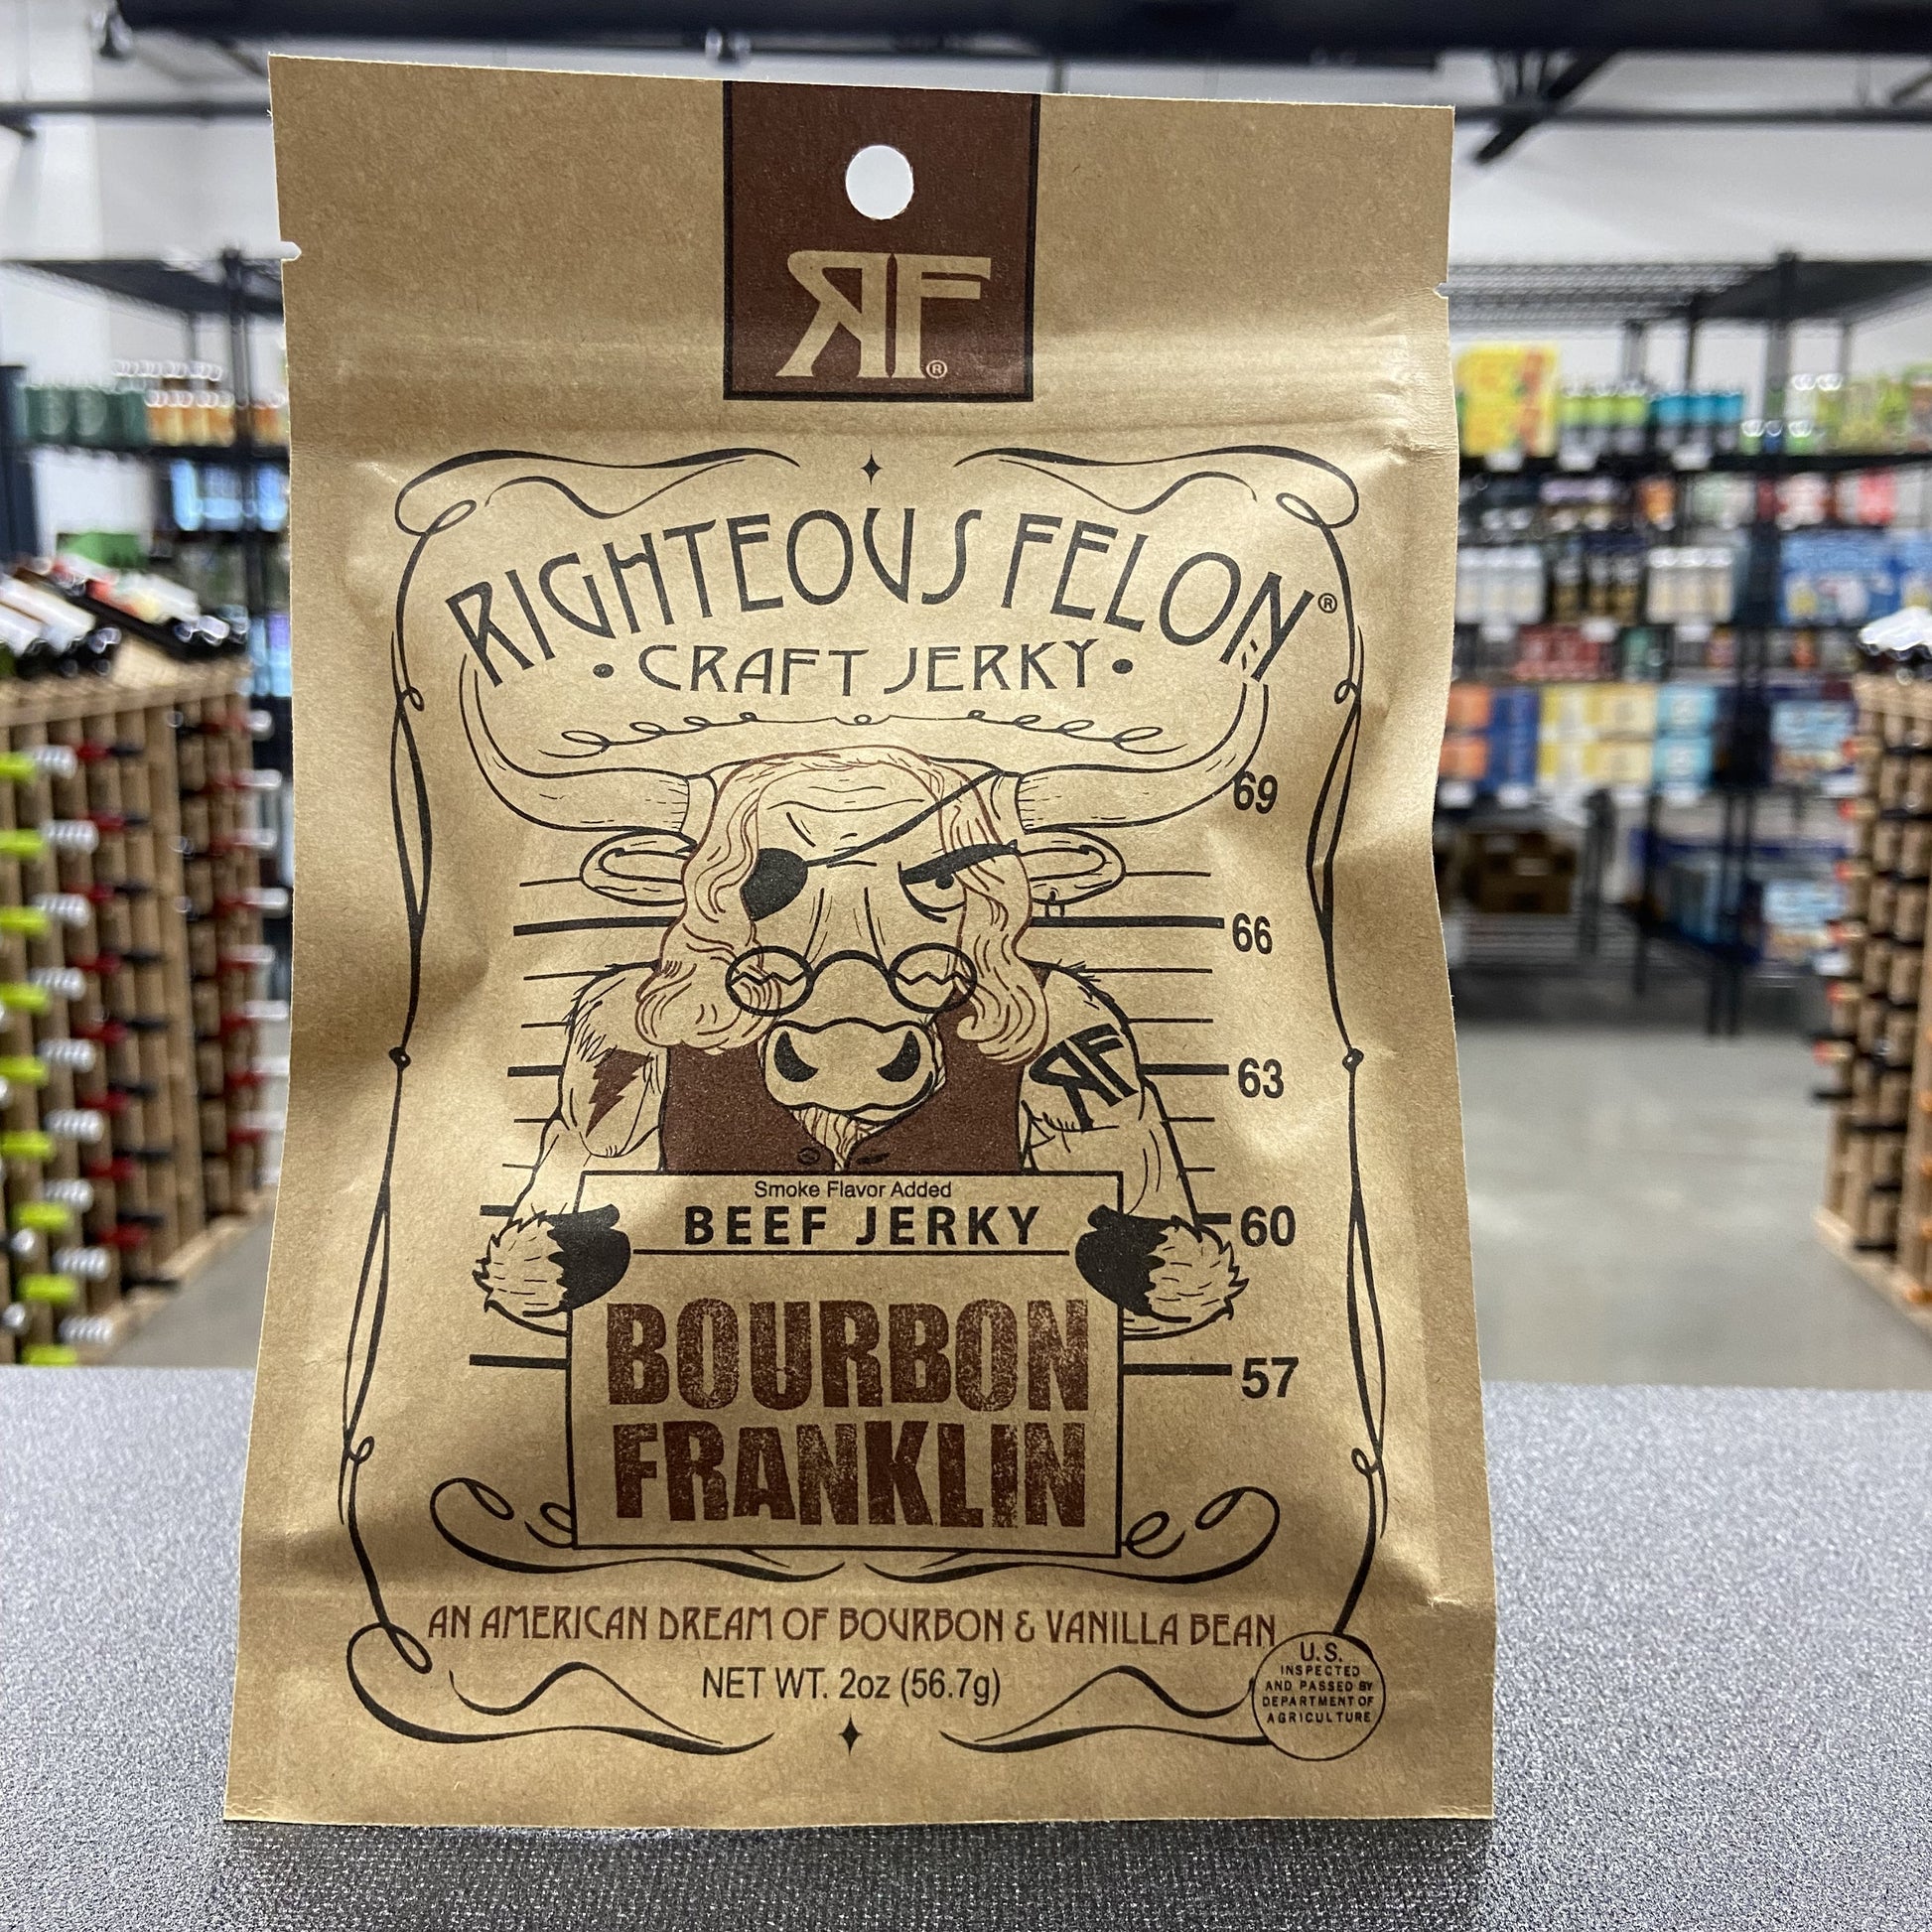 RF®
RIGHTEOUS FELON®
• CRAFT JERKY •
69
66
63
RF
60
57
Smoke Flavor Added
BEEF JERKY
BOURBON
FRANKLIN
AN AMERICAN DREAM OF BOURBON & VANILLA BEAN
NET WT. 2oz (56.7g)
U.S.
INSPECTED
AND PASSED BY
DEPARTMENT OF
AGRICULTURE